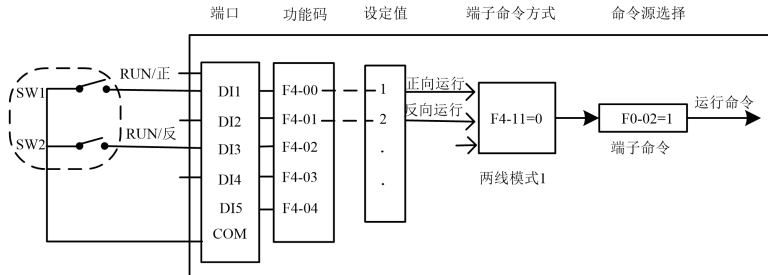 端口 功能码 设定值 端子命令方式 命令源选择
RUN/正
SW1 DI1 F4-00 1 正向运行
DI2 F4-01 2 反向运行 F4-11=0 F0-02=1 运行命令
RUN/反
SW2 DI3 F4-02 . 端子命令
DI4 F4-03 . 两线模式1
DI5 F4-04
COM